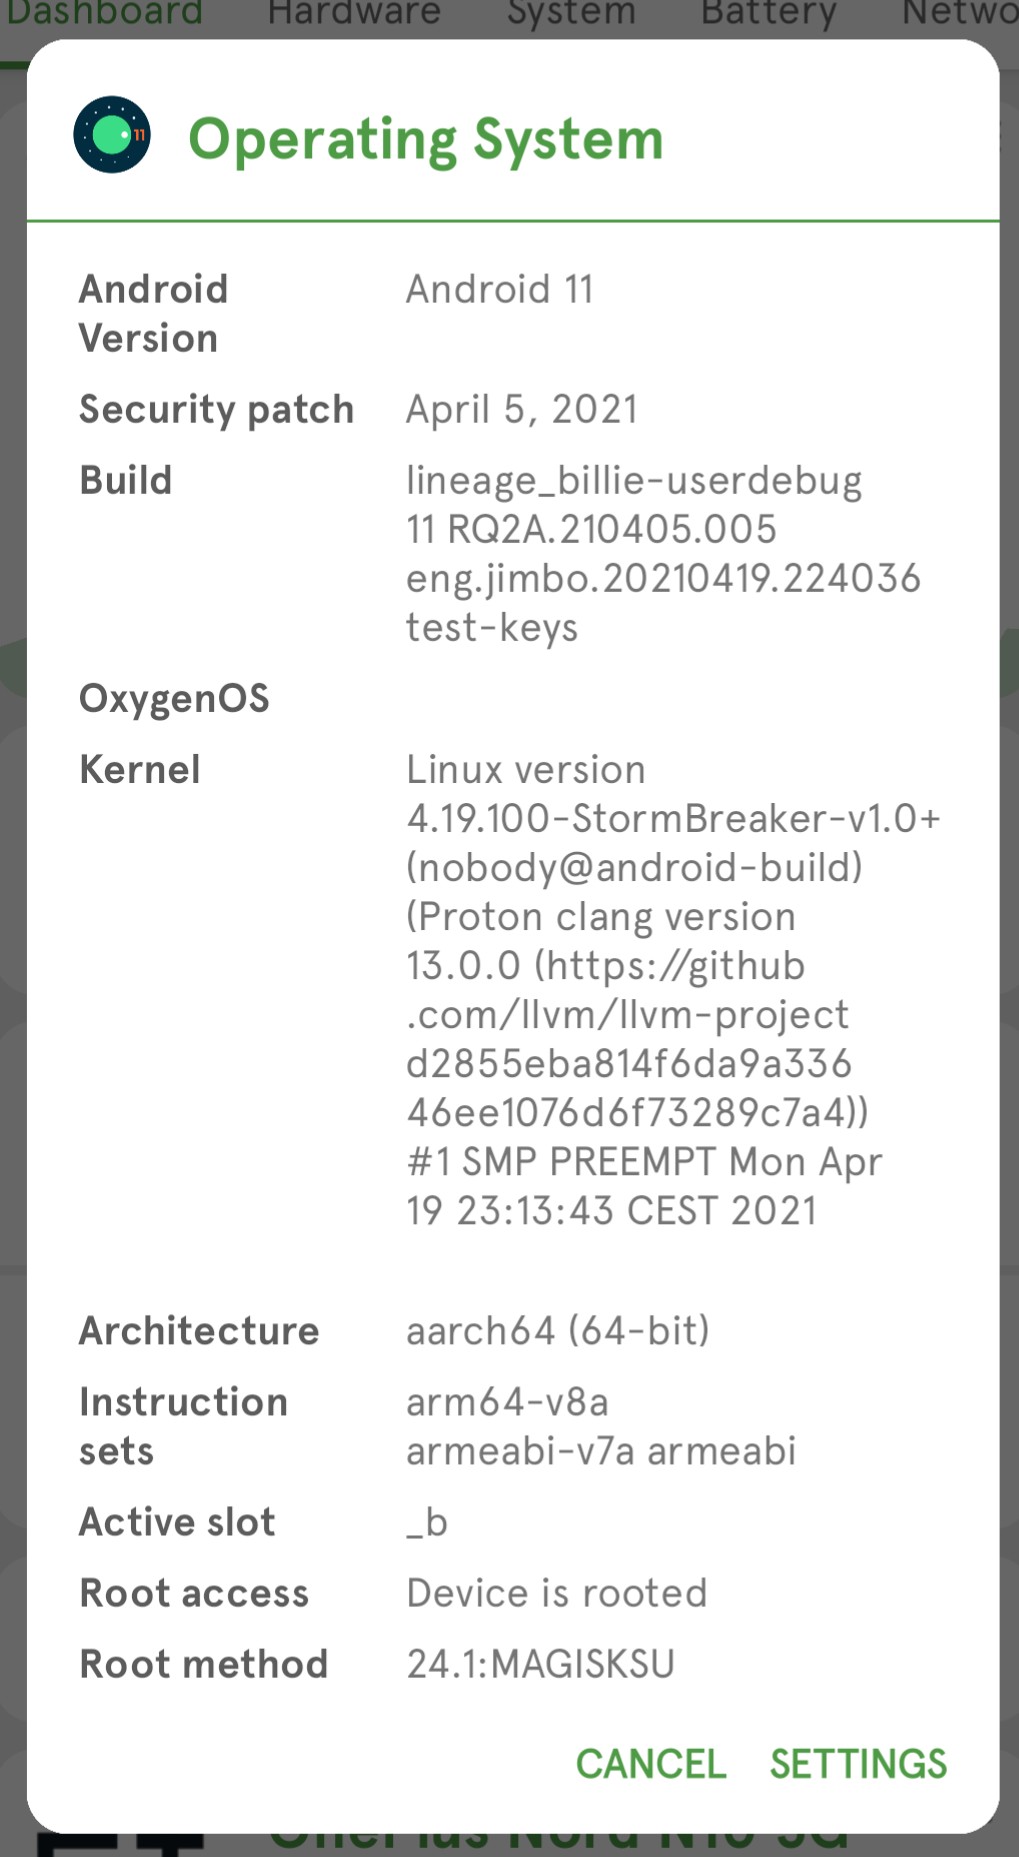 Dashboard Hardware System Battery Netwo
11
Operating System
Android Version
Android 11
Security patch April 5, 2021
Build lineage_billie-userdebug
11 RQ2A.210405.005
eng.jimbo.20210419.224036
test-keys
OxygenOS
Kernel Linux version
4.19.100-StormBreaker-v1.0+
(nobody@android-build)
(Proton clang version
13.0.0 (https://github
.com/llvm/llvm-project
d2855eba814f6da9a336
46ee1076d6f73289c7a4))
#1 SMP PREEMPT Mon Apr
19 23:13:43 CEST 2021
Architecture aarch64 (64-bit)
Instruction sets
arm64-v8a
armeabi-v7a armeabi
Active slot _b
Root access Device is rooted
Root method 24.1:MAGISKSU
CANCEL SETTINGS
OnePlus Nord N10 5G